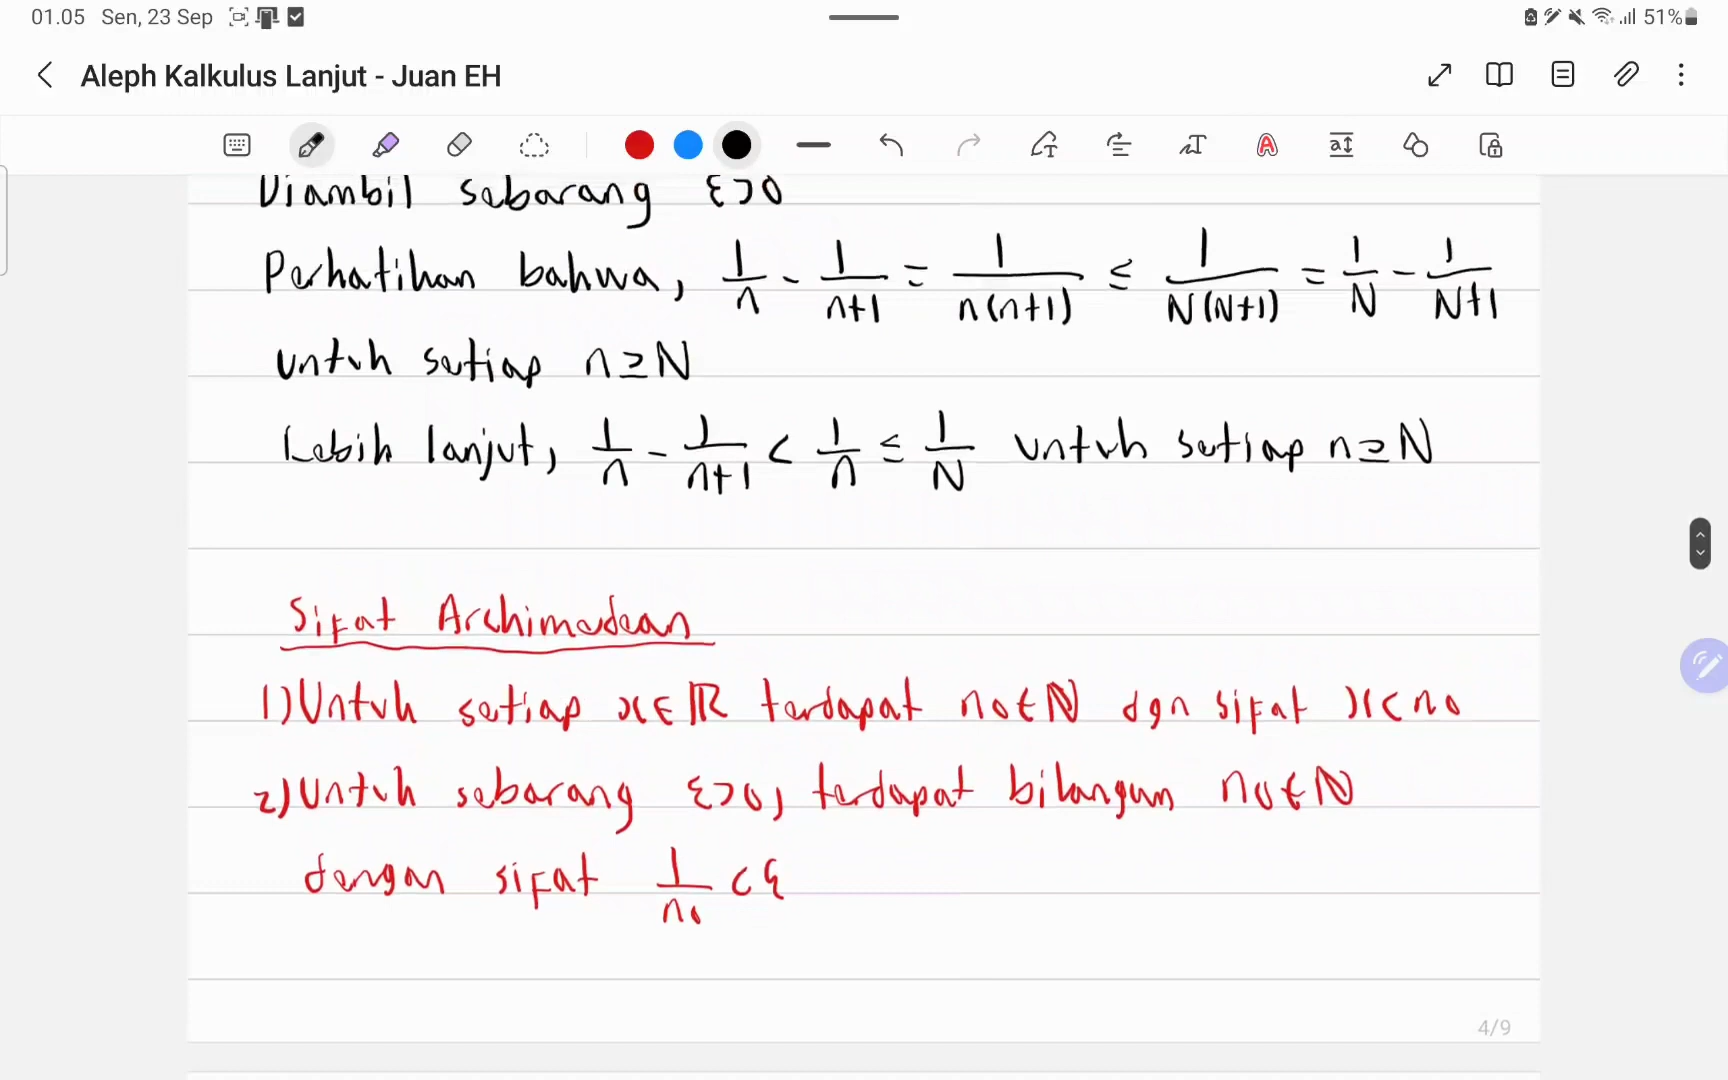 01.05 Sen, 23 Sep 51%
Aleph Kalkulus Lanjut - Juan EH
Diambil sebarang ε>0
Perhatikan bahwa, 1/n - 1/(n+1) = 1/(n(n+1)) ≤ 1/(N(N+1)) = 1/N - 1/(N+1)
Untuk setiap n≥N
Lebih lanjut, 1/n - 1/(n+1) < 1/n ≤ 1/N untuk setiap n≥N
Sifat Archimedean
1) Untuk setiap x∈ℝ terdapat n₀∈ℕ dgn sifat x<n₀
2) Untuk sebarang ε>0, terdapat bilangan n₀∈ℕ
dengan sifat 1/n₀ <ε
4/9